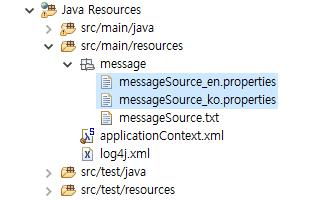 Java Resources
src/main/java
src/main/resources
message
messageSource_en.properties
messageSource_ko.properties
messageSource.txt
applicationContext.xml
log4j.xml
src/test/java
src/test/resources